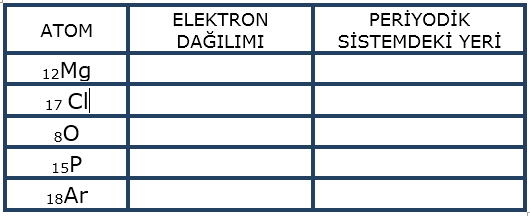 ATOM
ELEKTRON
DAĞILIMI
PERİYODİK
SİSTEMDEKİ YERİ
12Mg
17 Cl
8O
15P
18Ar